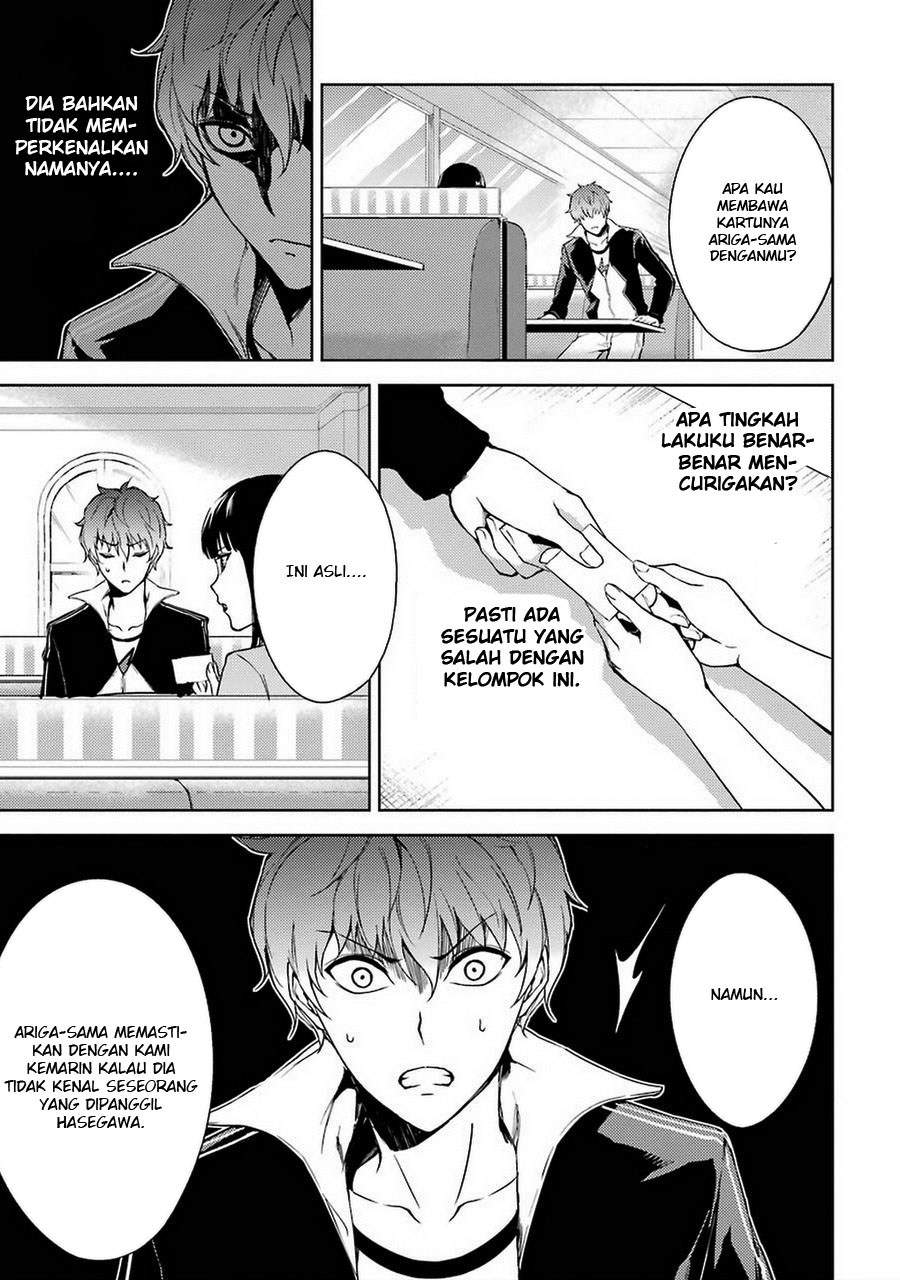 APA KAU
MEMBAWA
KARTUNYA
ARIGA-SAMA
DENGANMU?
DIA BAHKAN
TIDAK MEM-
PERKENALKAN
NAMANYA....
APA TINGKAH
LAKUKU BENAR-
BENAR MEN-
CURIGAKAN?
PASTI ADA
SESUATU YANG
SALAH DENGAN
KELOMPOK INI.
INI ASLI....
NAMUN...
ARIGA-SAMA MEMASTI-
KAN DENGAN KAMI
KEMARIN KALAU DIA
TIDAK KENAL SESEORANG
YANG DIPANGGIL
HASEGAWA.